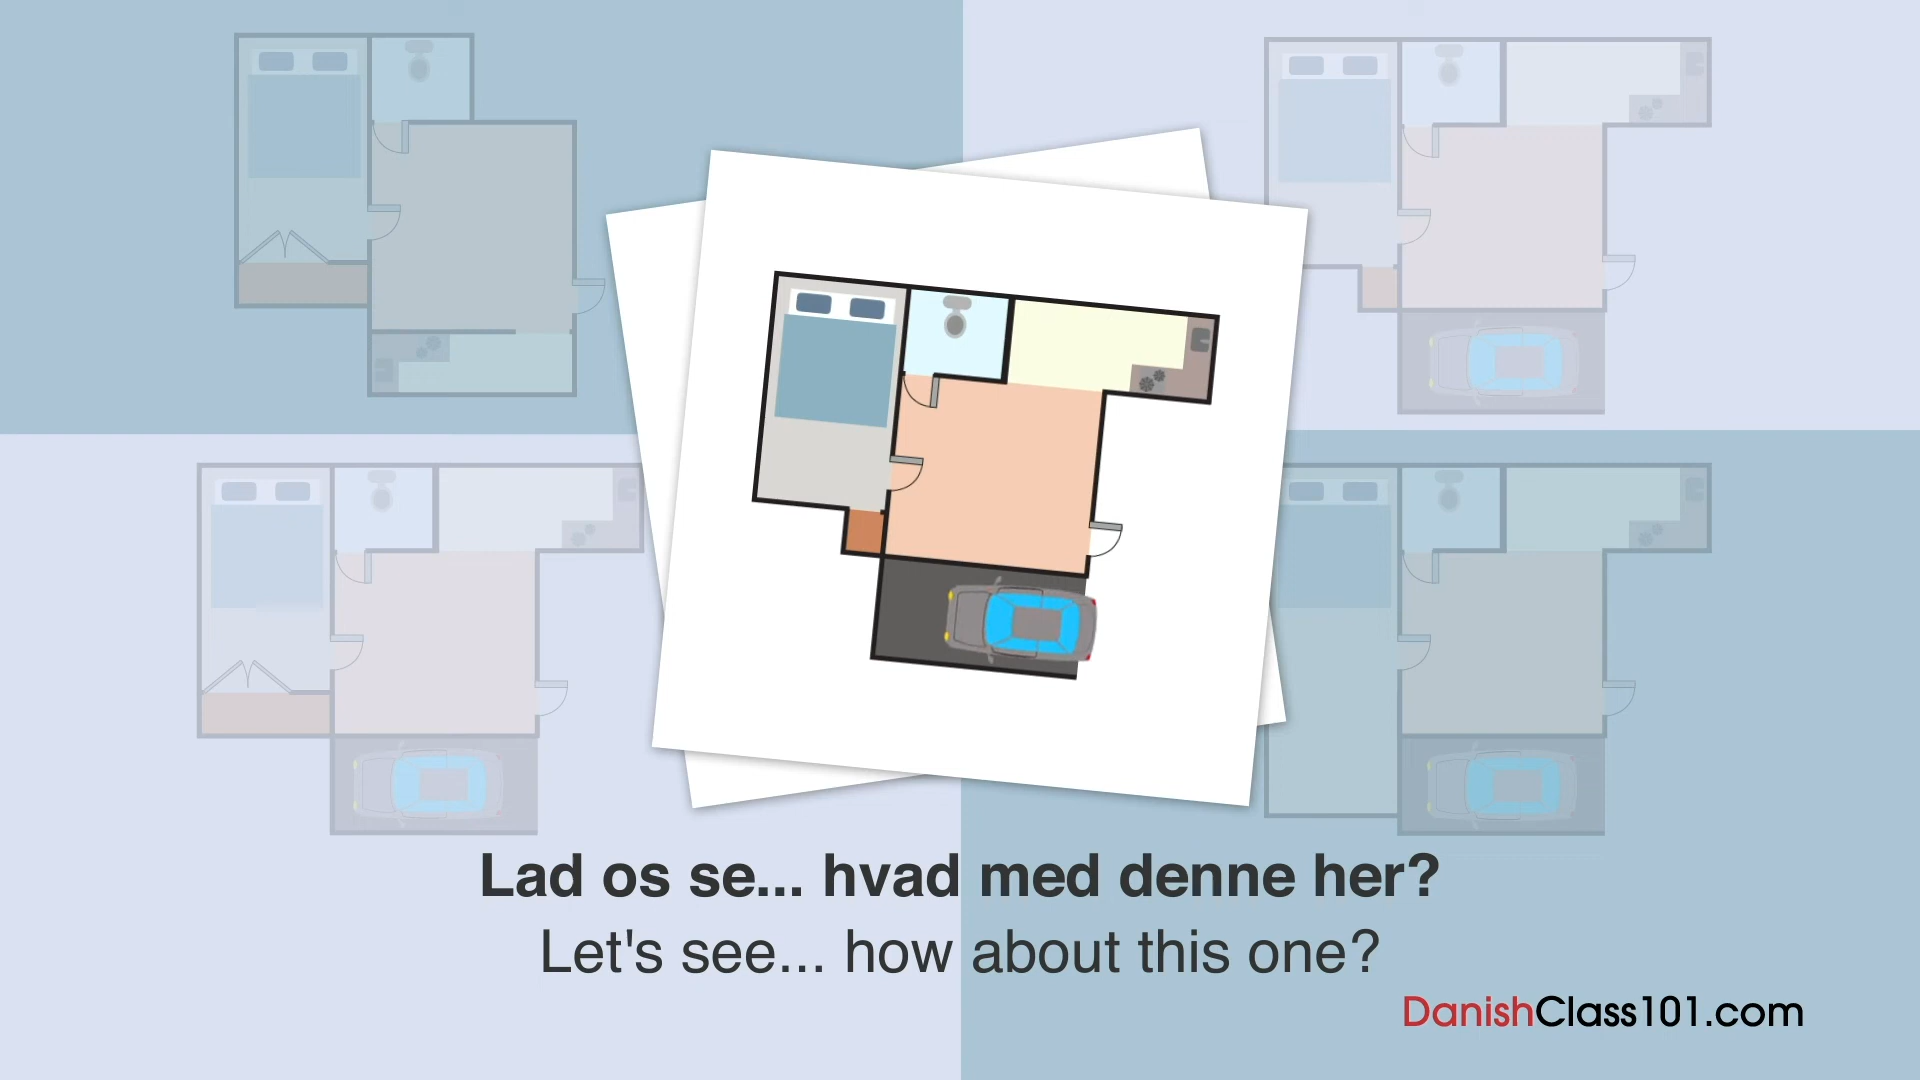 Lad os se... hvad med denne her?
Let's see... how about this one?
DanishClass101.com